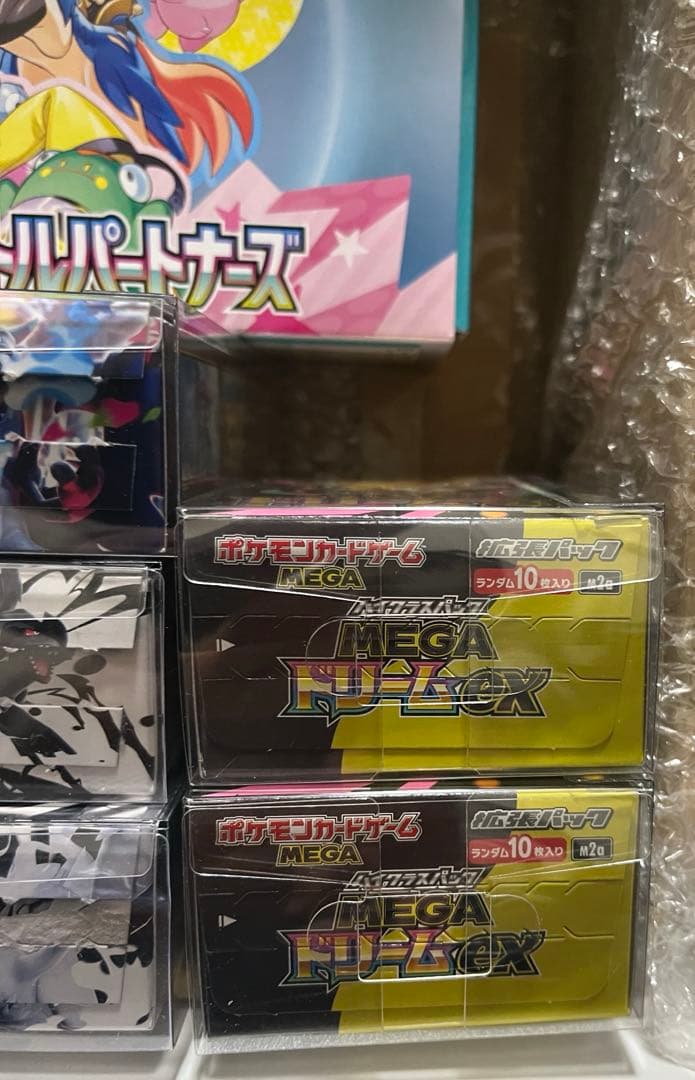 トルパートナーズ
ポケモンカードゲーム
MEGA
拡張パック
ランダム10枚入り
M2a
ハイクラスパック
MEGA
ドリームex
ポケモンカードゲーム
MEGA
拡張パック
ランダム10枚入り
M2a
ハイクラスパック
MEGA
ドリームex